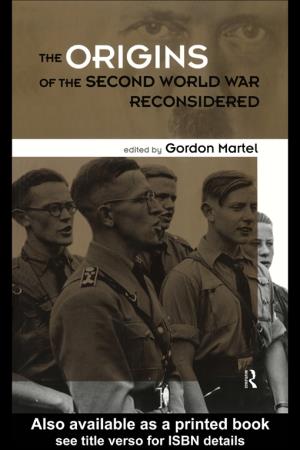 THE ORIGINS
OF THE SECOND WORLD WAR
RECONSIDERED
edited by Gordon Martel
ROUTLEDGE
Also available as a printed book
see title verso for ISBN details